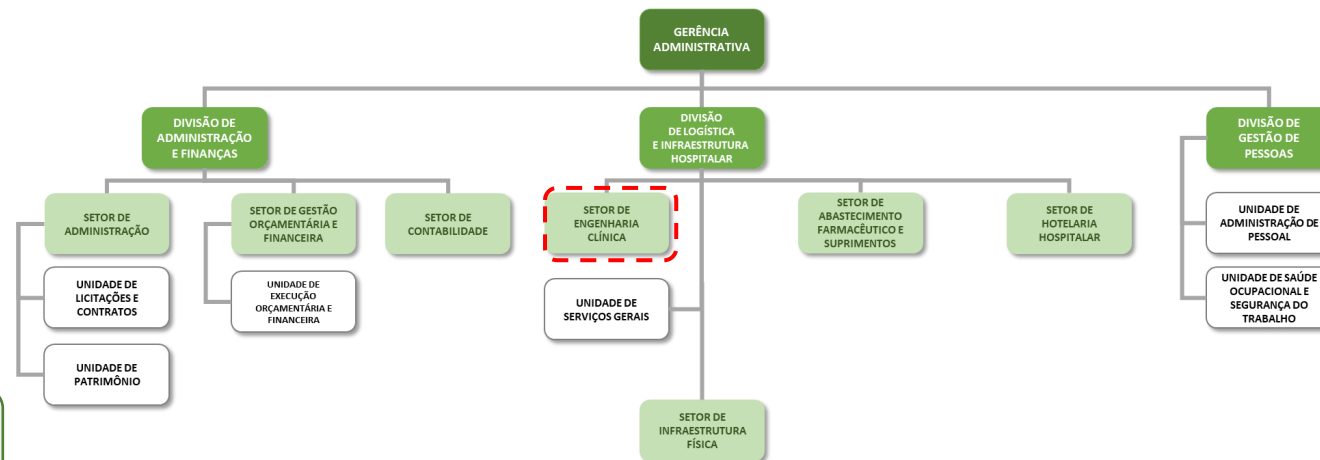 GERÊNCIA
ADMINISTRATIVA
DIVISÃO DE
ADMINISTRAÇÃO
E FINANÇAS
DIVISÃO
DE LOGÍSTICA
E INFRAESTRUTURA
HOSPITALAR
DIVISÃO DE
GESTÃO DE
PESSOAS
SETOR DE
ADMINISTRAÇÃO
SETOR DE GESTÃO
ORÇAMENTÁRIA E
FINANCEIRA
SETOR DE
CONTABILIDADE
SETOR DE
ENGENHARIA
CLÍNICA
SETOR DE
ABASTECIMENTO
FARMACÊUTICO E
SUPRIMENTOS
SETOR DE
HOTELARIA
HOSPITALAR
UNIDADE DE
ADMINISTRAÇÃO DE
PESSOAL
UNIDADE DE
LICITAÇÕES E
CONTRATOS
UNIDADE DE
EXECUÇÃO
ORÇAMENTÁRIA E
FINANCEIRA
UNIDADE DE
SERVIÇOS GERAIS
UNIDADE DE SAÚDE
OCUPACIONAL E
SEGURANÇA DO
TRABALHO
UNIDADE DE
PATRIMÔNIO
SETOR DE
INFRAESTRUTURA
FÍSICA